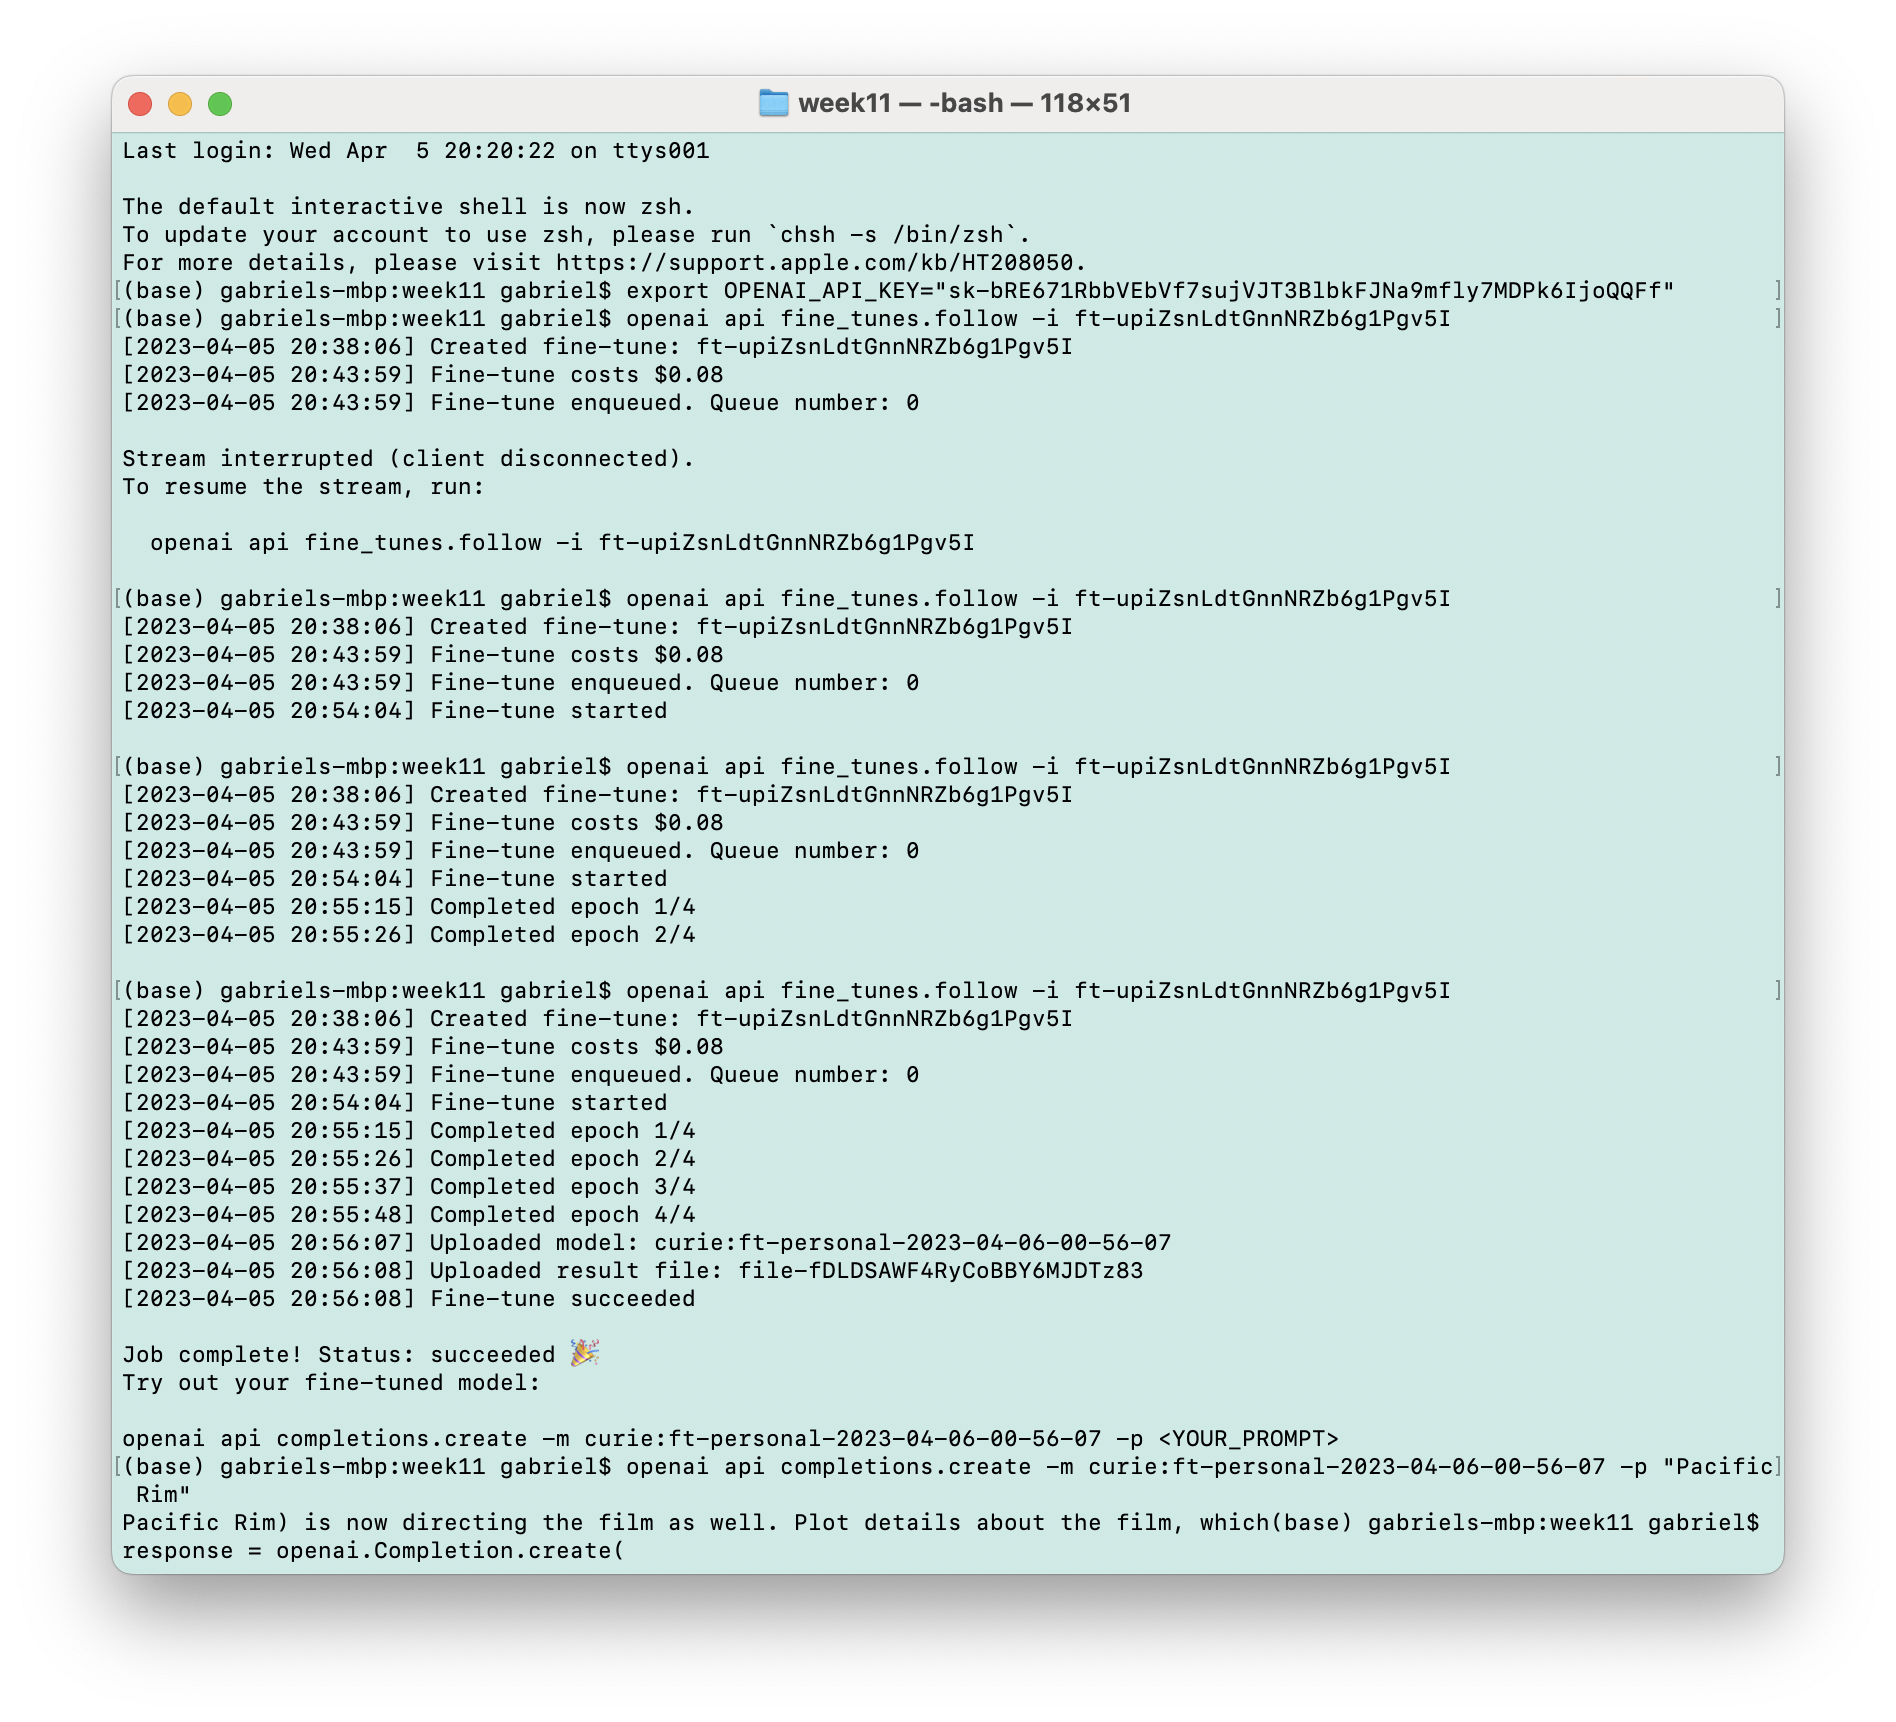 week11 — -bash — 118×51
Last login: Wed Apr  5 20:20:22 on ttys001
The default interactive shell is now zsh.
To update your account to use zsh, please run `chsh -s /bin/zsh`.
For more details, please visit https://support.apple.com/kb/HT208050.
[(base) gabriels-mbp:week11 gabriel$ export OPENAI_API_KEY="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" ]
[(base) gabriels-mbp:week11 gabriel$ openai api fine_tunes.follow -i ft-upiZsnLdtGnnNRZb6g1Pgv5I ]
[2023-04-05 20:38:06] Created fine-tune: ft-upiZsnLdtGnnNRZb6g1Pgv5I
[2023-04-05 20:43:59] Fine-tune costs $0.08
[2023-04-05 20:43:59] Fine-tune enqueued. Queue number: 0
Stream interrupted (client disconnected).
To resume the stream, run:
  openai api fine_tunes.follow -i ft-upiZsnLdtGnnNRZb6g1Pgv5I
[(base) gabriels-mbp:week11 gabriel$ openai api fine_tunes.follow -i ft-upiZsnLdtGnnNRZb6g1Pgv5I ]
[2023-04-05 20:38:06] Created fine-tune: ft-upiZsnLdtGnnNRZb6g1Pgv5I
[2023-04-05 20:43:59] Fine-tune costs $0.08
[2023-04-05 20:43:59] Fine-tune enqueued. Queue number: 0
[2023-04-05 20:54:04] Fine-tune started
[(base) gabriels-mbp:week11 gabriel$ openai api fine_tunes.follow -i ft-upiZsnLdtGnnNRZb6g1Pgv5I ]
[2023-04-05 20:38:06] Created fine-tune: ft-upiZsnLdtGnnNRZb6g1Pgv5I
[2023-04-05 20:43:59] Fine-tune costs $0.08
[2023-04-05 20:43:59] Fine-tune enqueued. Queue number: 0
[2023-04-05 20:54:04] Fine-tune started
[2023-04-05 20:55:15] Completed epoch 1/4
[2023-04-05 20:55:26] Completed epoch 2/4
[(base) gabriels-mbp:week11 gabriel$ openai api fine_tunes.follow -i ft-upiZsnLdtGnnNRZb6g1Pgv5I ]
[2023-04-05 20:38:06] Created fine-tune: ft-upiZsnLdtGnnNRZb6g1Pgv5I
[2023-04-05 20:43:59] Fine-tune costs $0.08
[2023-04-05 20:43:59] Fine-tune enqueued. Queue number: 0
[2023-04-05 20:54:04] Fine-tune started
[2023-04-05 20:55:15] Completed epoch 1/4
[2023-04-05 20:55:26] Completed epoch 2/4
[2023-04-05 20:55:37] Completed epoch 3/4
[2023-04-05 20:55:48] Completed epoch 4/4
[2023-04-05 20:56:07] Uploaded model: curie:ft-personal-2023-04-06-00-56-07
[2023-04-05 20:56:08] Uploaded result file: file-fDLDSAWF4RyCoBBY6MJDTz83
[2023-04-05 20:56:08] Fine-tune succeeded
Job complete! Status: succeeded 🎉
Try out your fine-tuned model:
openai api completions.create -m curie:ft-personal-2023-04-06-00-56-07 -p <YOUR_PROMPT>
[(base) gabriels-mbp:week11 gabriel$ openai api completions.create -m curie:ft-personal-2023-04-06-00-56-07 -p "Pacific]
 Rim"
Pacific Rim) is now directing the film as well. Plot details about the film, which(base) gabriels-mbp:week11 gabriel$
response = openai.Completion.create(